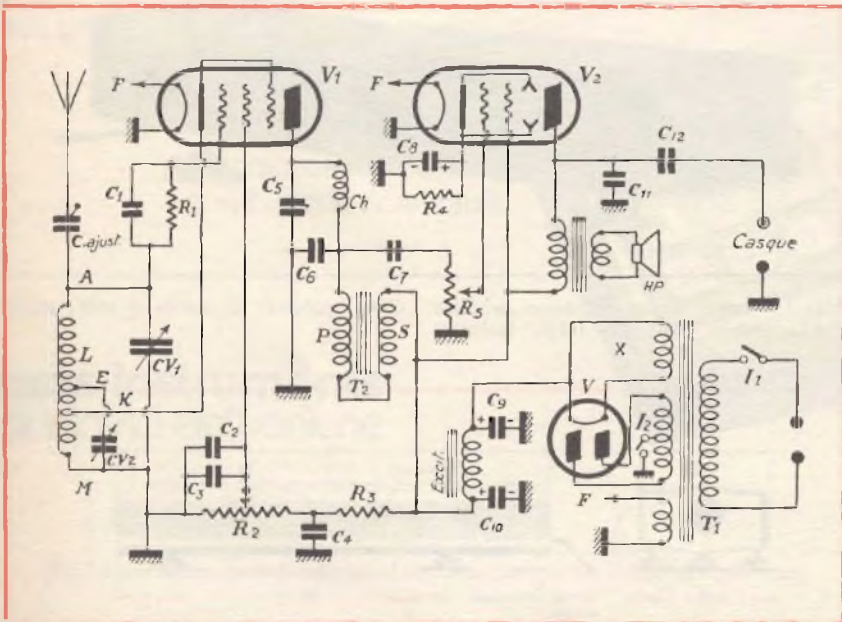 F
V1
F
V2
C8
- +
R4
C1
R1
C5
Ch
C12
C11
C.ajust
C6
C7
Casque
A
HP
R5
L
CV1
P
S
E
T2
X
K
V
I1
I2
C9
+ -
CV2
C2
Excit.
M
C3
F
R3
+ -
R2
C10
T1
C4